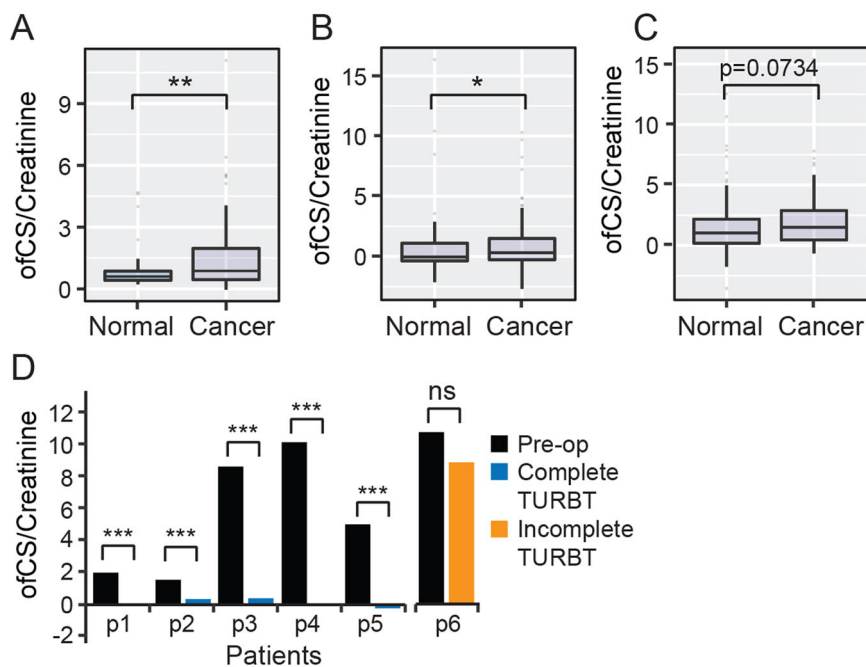 A
ofCS/Creatinine
9
6
3
0
**
Normal Cancer
B
ofCS/Creatinine
15
10
5
0
*
Normal Cancer
C
ofCS/Creatinine
15
10
5
0
p=0.0734
Normal Cancer
D
ofCS/Creatinine
12
10
8
6
4
2
0
-2
***
***
***
***
***
ns
p1 p2 p3 p4 p5 p6
Patients
Pre-op
Complete
TURBT
Incomplete
TURBT